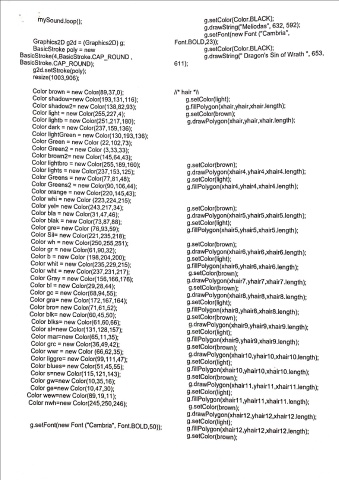 mySound.loop();
Graphics2D g2d = (Graphics2D) g;
BasicStroke poly = new
BasicStroke(4,BasicStroke.CAP_ROUND ,
BasicStroke.CAP_ROUND);
g2d.setStroke(poly);
resize(1003,905);
Color brown = new Color(89,37,0);
Color shadow=new Color(193,131,116);
Color shadow2= new Color(138,82,93);
Color light = new Color(255,227,4);
Color lightb = new Color(251,217,180);
Color dark = new Color(237,159,136);
Color lightGreen = new Color(130,193,136);
Color Green = new Color (22,102,73);
Color Green2 = new Color (3,33,33);
Color brown2= new Color(145,64,43);
Color lightbro = new Color(255,189,160);
Color lights = new Color(237,153,125);
Color Greens = new Color(77,81,48);
Color Greens2 = new Color(90,106,44);
Color orange = new Color(220,145,43);
Color whi = new Color (223,224,215);
Color yel= new Color(243,217,34);
Color bla = new Color(31,47,46);
Color blak = new Color(73,87,88);
Color gre= new Color(76,93,59);
Color Sil= new Color(221,235,218);
Color wh = new Color(250,255,251);
Color gr = new Color(61,90,32);
Color b = new Color (198,204,200);
Color whit = new Color(235,229,215);
Color wht = new Color(237,231,217);
Color Gray = new Color(156,166,176);
Color bl = new Color(29,28,44);
Color gc = new Color(68,94,55);
Color gra= new Color(172,167,164);
Color bro= new Color(71,61,52);
Color blk= new Color(60,45,50);
Color blks= new Color(61,60,66);
Color sl=new Color(131,128,157);
Color mar= new Color(65,11,35);
Color grc = new Color(36,49,42);
Color wxr = new Color (66,62,35);
Color liggre= new Color(99,111,47);
Color blues= new Color(51,45,55);
Color s=new Color(115,121,143);
Color gw=new Color(10,35,16);
Color ge=new Color(10,47,30);
Color wew=new Color(89,19,11);
Color nwh=new Color(245,250,246);
g.setFont(new Font ("Cambria", Font.BOLD,50));
g.setColor(Color.BLACK);
g.drawString("Meliodas", 632, 592);
g.setFont(new Font ("Cambria",
Font.BOLD,23));
g.setColor(Color.BLACK);
g.drawString(" Dragon's Sin of Wrath ", 653,
611);
/* hair */
g.setColor(light);
g.fillPolygon(xhair,yhair,xhair.length);
g.setColor(brown);
g.drawPolygon(xhair,yhair,xhair.length);
g.setColor(brown);
g.drawPolygon(xhair4,yhair4,xhair4.length);
g.setColor(light);
g.fillPolygon(xhair4,yhair4,xhair4.length);
g.setColor(brown);
g.drawPolygon(xhair5,yhair5,xhair5.length);
g.setColor(light);
g.fillPolygon(xhair5,yhair5,xhair5.length);
g.setColor(brown);
g.drawPolygon(xhair6,yhair6,xhair6.length);
g.setColor(light);
g.fillPolygon(xhair6,yhair6,xhair6.length);
g.setColor(brown);
g.drawPolygon(xhair7,yhair7,xhair7.length);
g.setColor(brown);
g.drawPolygon(xhair8,yhair8,xhair8.length);
g.setColor(light);
g.fillPolygon(xhair8,yhair8,xhair8.length);
g.setColor(brown);
g.drawPolygon(xhair9,yhair9,xhair9.length);
g.setColor(light);
g.fillPolygon(xhair9,yhair9,xhair9.length);
g.setColor(brown);
g.drawPolygon(xhair10,yhair10,xhair10.length);
g.setColor(light);
g.fillPolygon(xhair10,yhair10,xhair10.length);
g.setColor(brown);
g.drawPolygon(xhair11,yhair11,xhair11.length);
g.setColor(light);
g.fillPolygon(xhair11,yhair11,xhair11.length);
g.setColor(brown);
g.drawPolygon(xhair12,yhair12,xhair12.length);
g.setColor(light);
g.fillPolygon(xhair12,yhair12,xhair12.length);
g.setColor(brown);